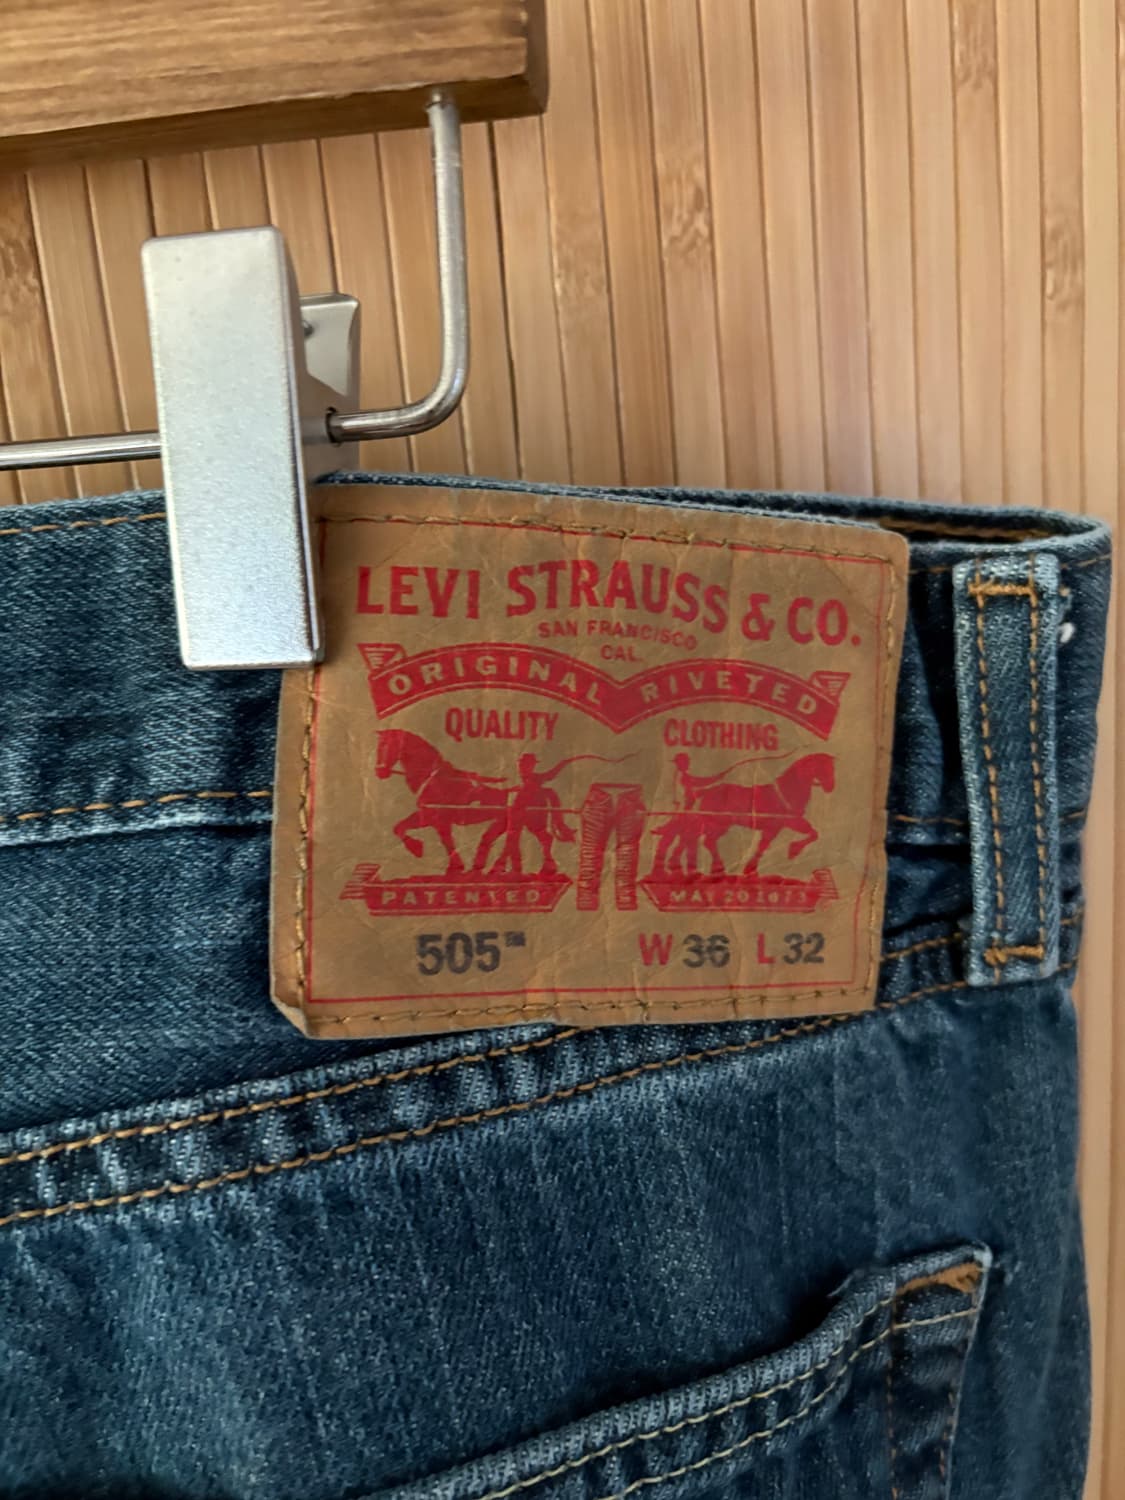 LEVI STRAUSS & CO.
SAN FRANCISCO
CAL.
ORIGINAL RIVETED
QUALITY CLOTHING
PATENTED MAY 20 1873
505™ W 36 L 32